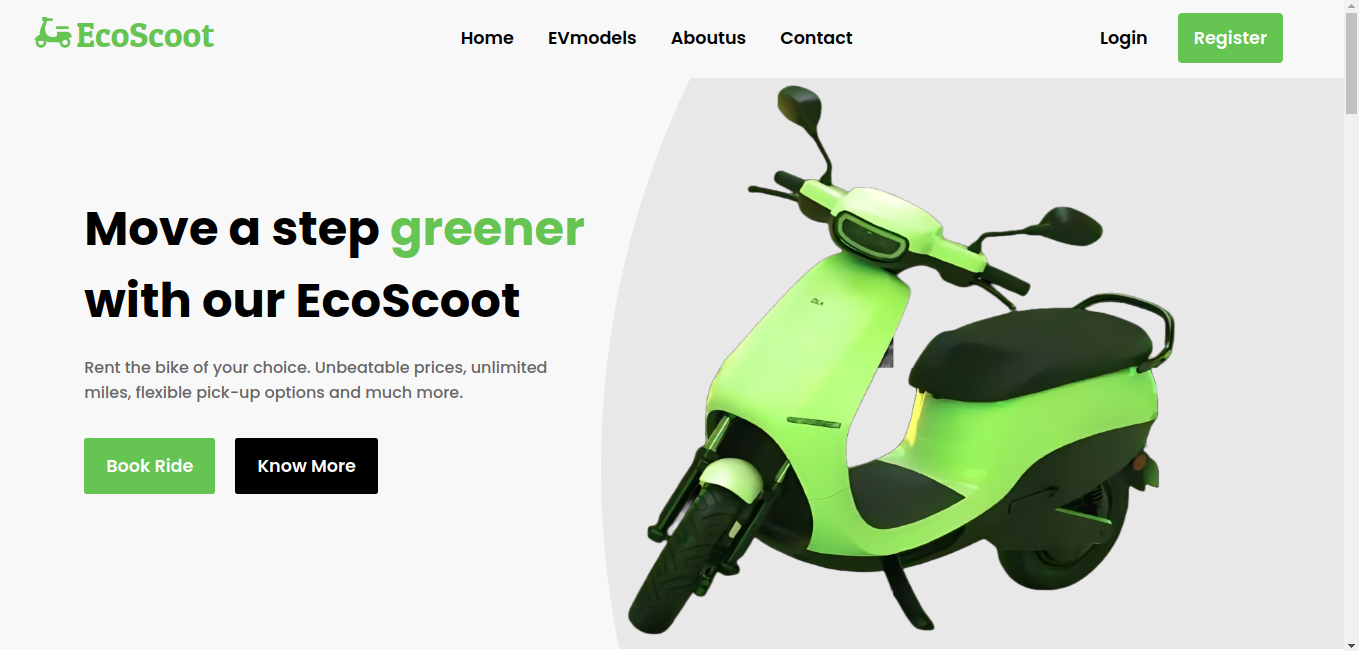 EcoScoot
Home EVmodels Aboutus Contact
Login Register
Move a step greener
with our EcoScoot
Rent the bike of your choice. Unbeatable prices, unlimited
miles, flexible pick-up options and much more.
Book Ride Know More
OLA